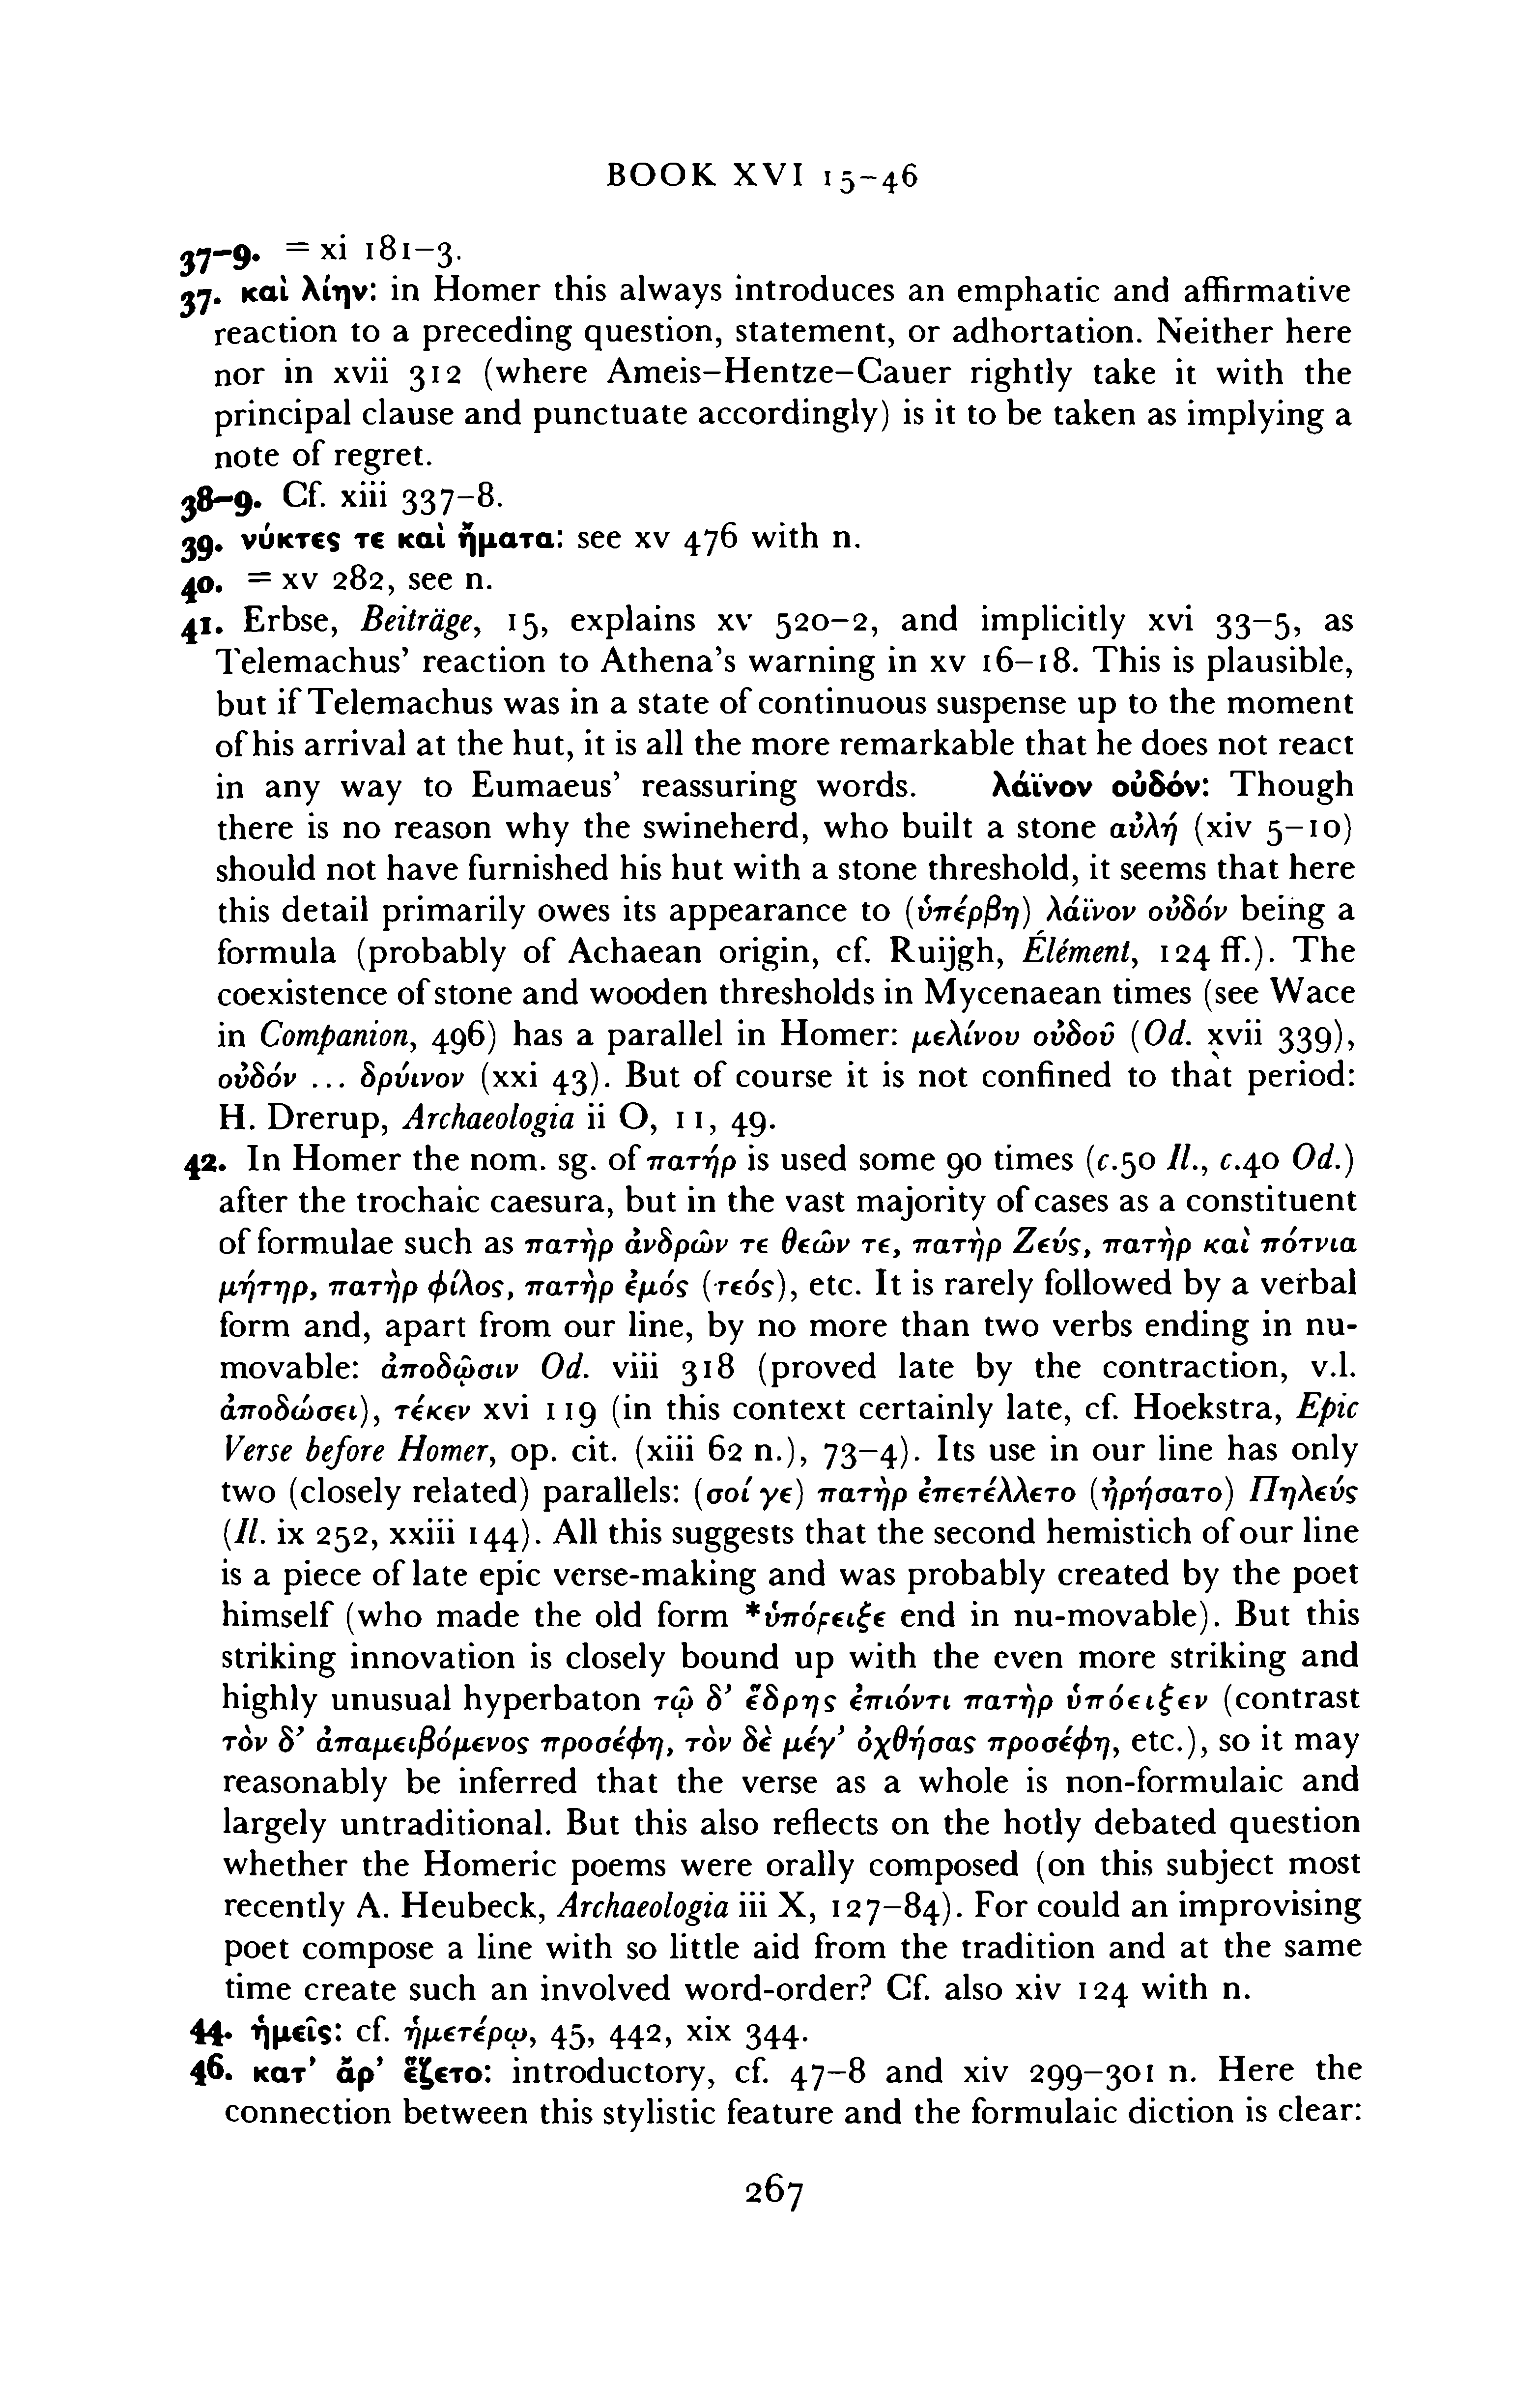 BOOK XVI 15–46
37–9. = xi 181–3.
37. καὶ λίην: in Homer this always introduces an emphatic and affirmative
reaction to a preceding question, statement, or adhortation. Neither here
nor in xvii 312 (where Ameis–Hentze–Cauer rightly take it with the
principal clause and punctuate accordingly) is it to be taken as implying a
note of regret.
38–9. Cf. xiii 337–8.
39. νύκτες τε καὶ ἤματα: see xv 476 with n.
40. = xv 282, see n.
41. Erbse, Beiträge, 15, explains xv 520–2, and implicitly xvi 33–5, as
Telemachus’ reaction to Athena’s warning in xv 16–18. This is plausible,
but if Telemachus was in a state of continuous suspense up to the moment
of his arrival at the hut, it is all the more remarkable that he does not react
in any way to Eumaeus’ reassuring words. λάϊνον οὐδόν: Though
there is no reason why the swineherd, who built a stone αὐλή (xiv 5–10)
should not have furnished his hut with a stone threshold, it seems that here
this detail primarily owes its appearance to (ὑπέρβη) λάϊνον οὐδόν being a
formula (probably of Achaean origin, cf. Ruijgh, Élément, 124 ff.). The
coexistence of stone and wooden thresholds in Mycenaean times (see Wace
in Companion, 496) has a parallel in Homer: μελίνου οὐδοῦ (Od. xvii 339),
οὐδόν ... δρύινον (xxi 43). But of course it is not confined to that period:
H. Drerup, Archaeologia ii O, 11, 49.
42. In Homer the nom. sg. of πατήρ is used some 90 times (c.50 Il., c.40 Od.)
after the trochaic caesura, but in the vast majority of cases as a constituent
of formulae such as πατὴρ ἀνδρῶν τε θεῶν τε, πατὴρ Ζεύς, πατὴρ καὶ πότνια
μήτηρ, πατὴρ φίλος, πατὴρ ἐμός (τεός), etc. It is rarely followed by a verbal
form and, apart from our line, by no more than two verbs ending in nu-
movable: ἀποδῷσιν Od. viii 318 (proved late by the contraction, v.l.
ἀποδώσει), τέκεν xvi 119 (in this context certainly late, cf. Hoekstra, Epic
Verse before Homer, op. cit. (xiii 62 n.), 73–4). Its use in our line has only
two (closely related) parallels: (σοί γε) πατὴρ ἐπετέλλετο (ἠρήσατο) Πηλεύς
(Il. ix 252, xxiii 144). All this suggests that the second hemistich of our line
is a piece of late epic verse-making and was probably created by the poet
himself (who made the old form *ὑπόϝειξε end in nu-movable). But this
striking innovation is closely bound up with the even more striking and
highly unusual hyperbaton τῷ δ’ ἕδρης ἐπιόντι πατὴρ ὑπόειξεν (contrast
τὸν δ’ ἀπαμειβόμενος προσέφη, τὸν δὲ μέγ’ ὀχθήσας προσέφη, etc.), so it may
reasonably be inferred that the verse as a whole is non-formulaic and
largely untraditional. But this also reflects on the hotly debated question
whether the Homeric poems were orally composed (on this subject most
recently A. Heubeck, Archaeologia iii X, 127–84). For could an improvising
poet compose a line with so little aid from the tradition and at the same
time create such an involved word-order? Cf. also xiv 124 with n.
44. ἡμεῖς: cf. ἡμετέρῳ, 45, 442, xix 344.
46. κατ’ ἄρ’ ἕζετο: introductory, cf. 47–8 and xiv 299–301 n. Here the
connection between this stylistic feature and the formulaic diction is clear:
267